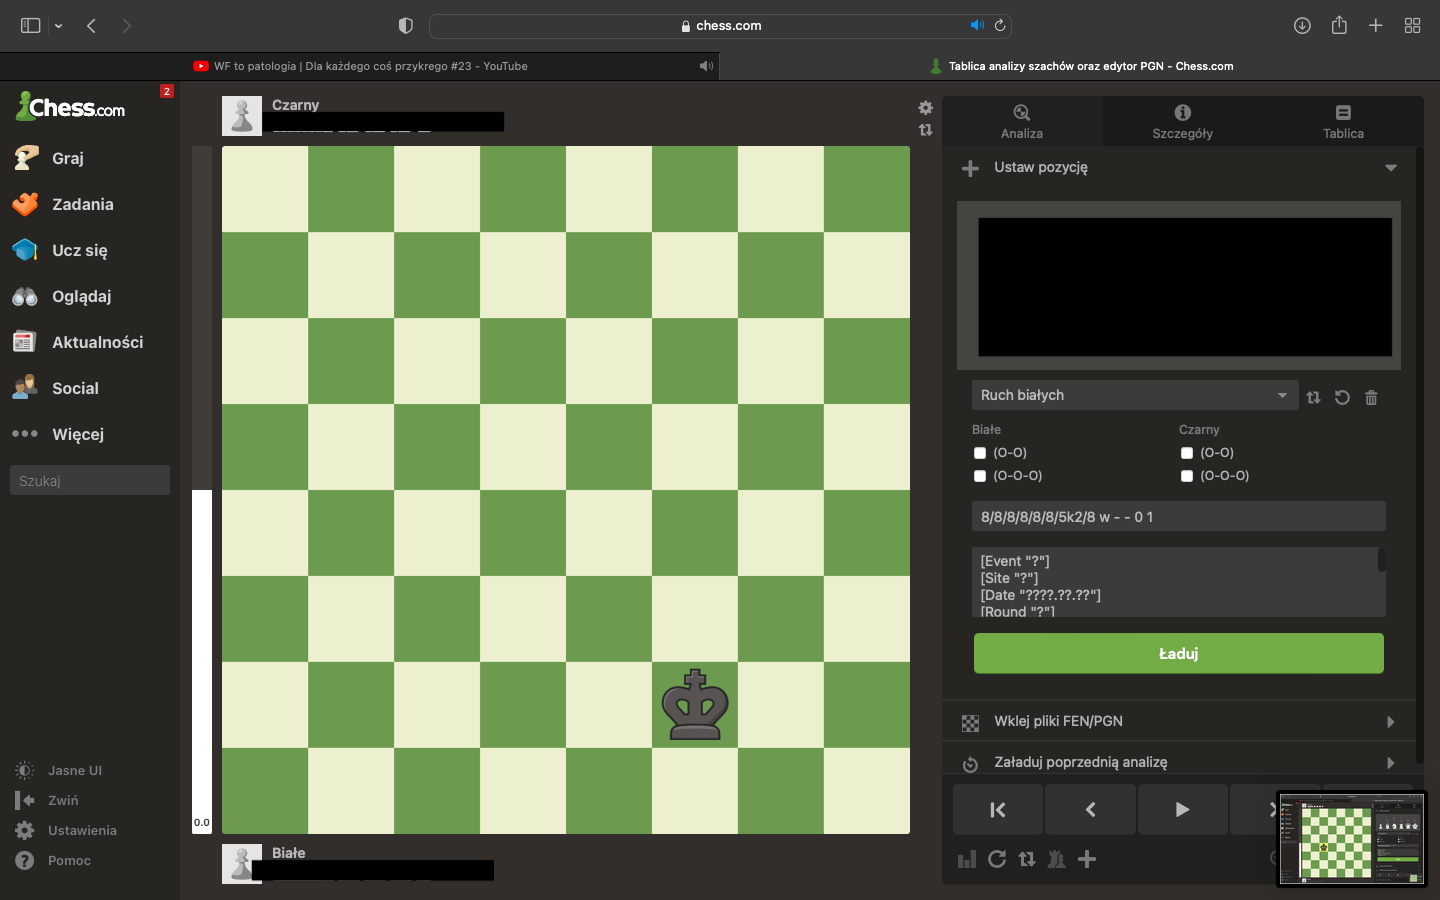 chess.com
WF to patologia | Dla każdego coś przykrego #23 - YouTube
Tablica analizy szachów oraz edytor PGN - Chess.com
Chess.com
2
Graj
Zadania
Ucz się
Oglądaj
Aktualności
Social
Więcej
Szukaj
Jasne UI
Zwiń
Ustawienia
Pomoc
Czarny
0.0
Białe
Analiza
Szczegóły
Tablica
Ustaw pozycję
Ruch białych
Białe
Czarny
(O-O)
(O-O)
(O-O-O)
(O-O-O)
8/8/8/8/8/8/5k2/8 w - - 0 1
[Event "?"]
[Site "?"]
[Date "????.??.??"]
[Round "?"]
Ładuj
Wklej pliki FEN/PGN
Załaduj poprzednią analizę